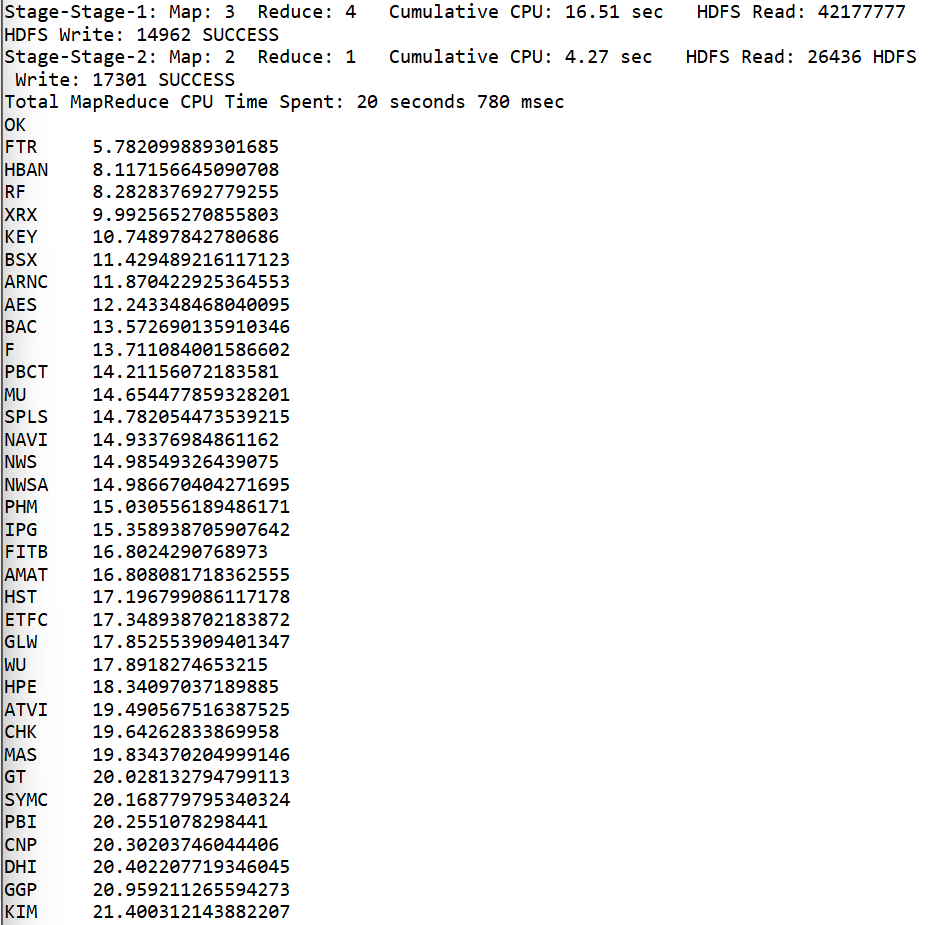 Stage-Stage-1: Map: 3  Reduce: 4   Cumulative CPU: 16.51 sec   HDFS Read: 42177777
HDFS Write: 14962 SUCCESS
Stage-Stage-2: Map: 2  Reduce: 1   Cumulative CPU: 4.27 sec   HDFS Read: 26436 HDFS
 Write: 17301 SUCCESS
Total MapReduce CPU Time Spent: 20 seconds 780 msec
OK
FTR     5.782099889301685
HBAN    8.117156645090708
RF      8.282837692779255
XRX     9.992565270855803
KEY     10.74897842780686
BSX     11.429489216117123
ARNC    11.870422925364553
AES     12.243348468040095
BAC     13.572690135910346
F       13.711084001586602
PBCT    14.21156072183581
MU      14.654477859328201
SPLS    14.782054473539215
NAVI    14.93376984861162
NWS     14.98549326439075
NWSA    14.986670404271695
PHM     15.030556189486171
IPG     15.358938705907642
FITB    16.8024290768973
AMAT    16.808081718362555
HST     17.196799086117178
ETFC    17.348938702183872
GLW     17.852553909401347
WU      17.8918274653215
HPE     18.34097037189885
ATVI    19.490567516387525
CHK     19.64262833869958
MAS     19.834370204999146
GT      20.028132794799113
SYMC    20.168779795340324
PBI     20.2551078298441
CNP     20.30203746044406
DHI     20.402207719346045
GGP     20.959211265594273
KIM     21.400312143882207